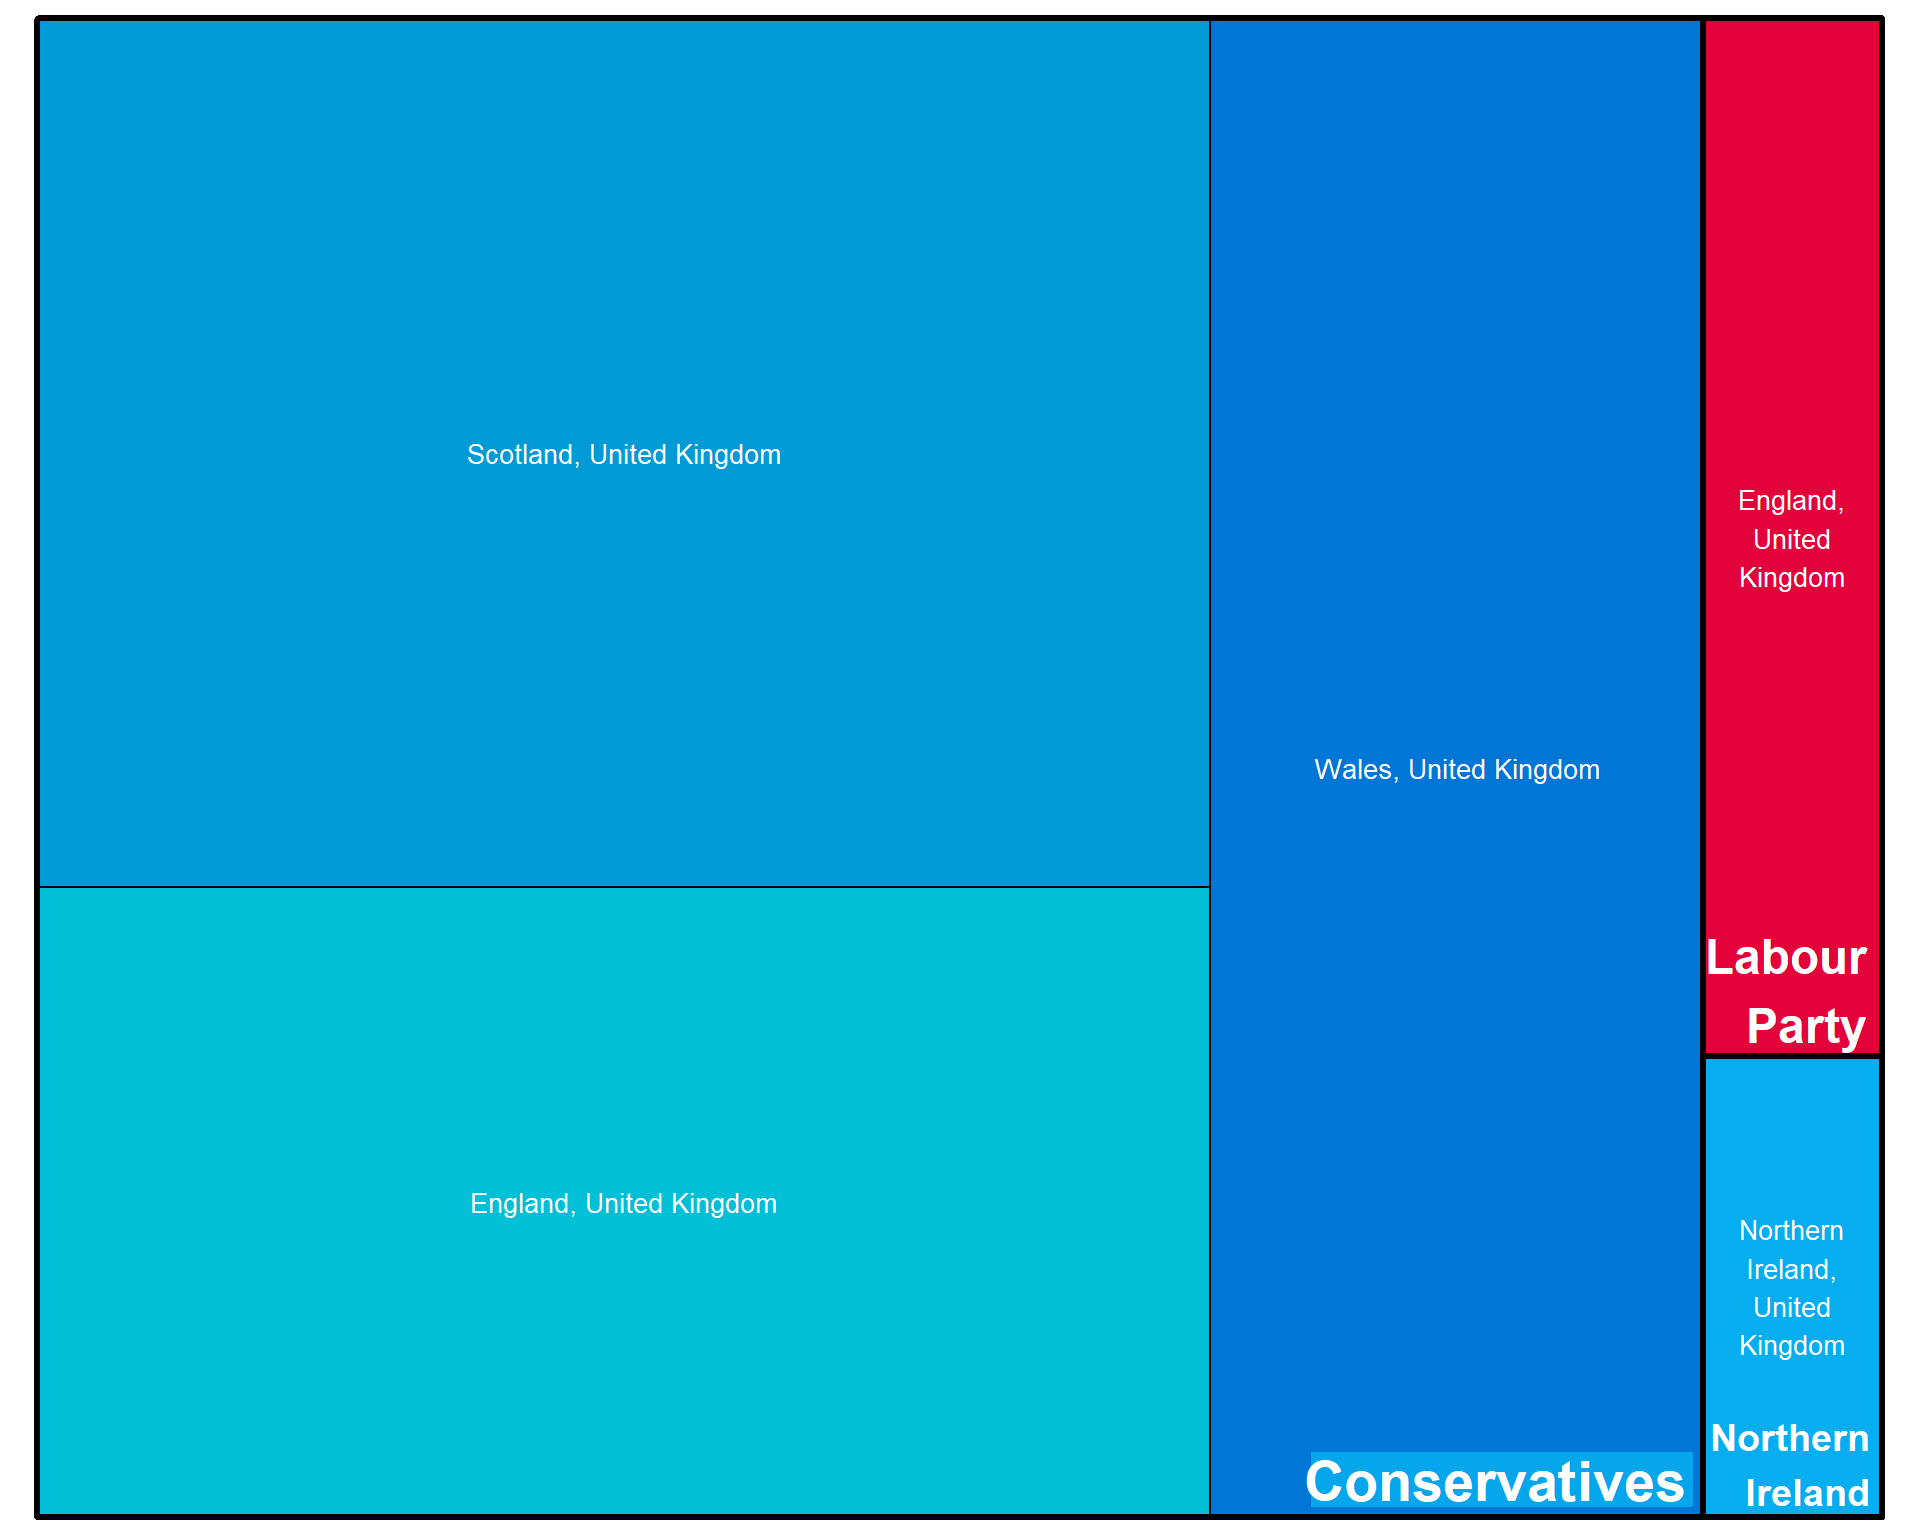 Scotland, United Kingdom
England, United Kingdom
Wales, United Kingdom
Conservatives
England,
United
Kingdom
Labour
Party
Northern
Ireland,
United
Kingdom
Northern
Ireland